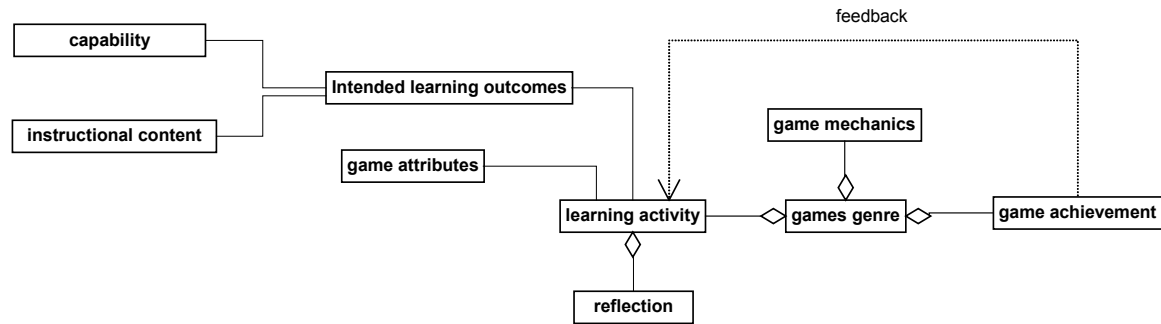 feedback
capability
Intended learning outcomes
instructional content
game mechanics
game attributes
learning activity
games genre
game achievement
reflection